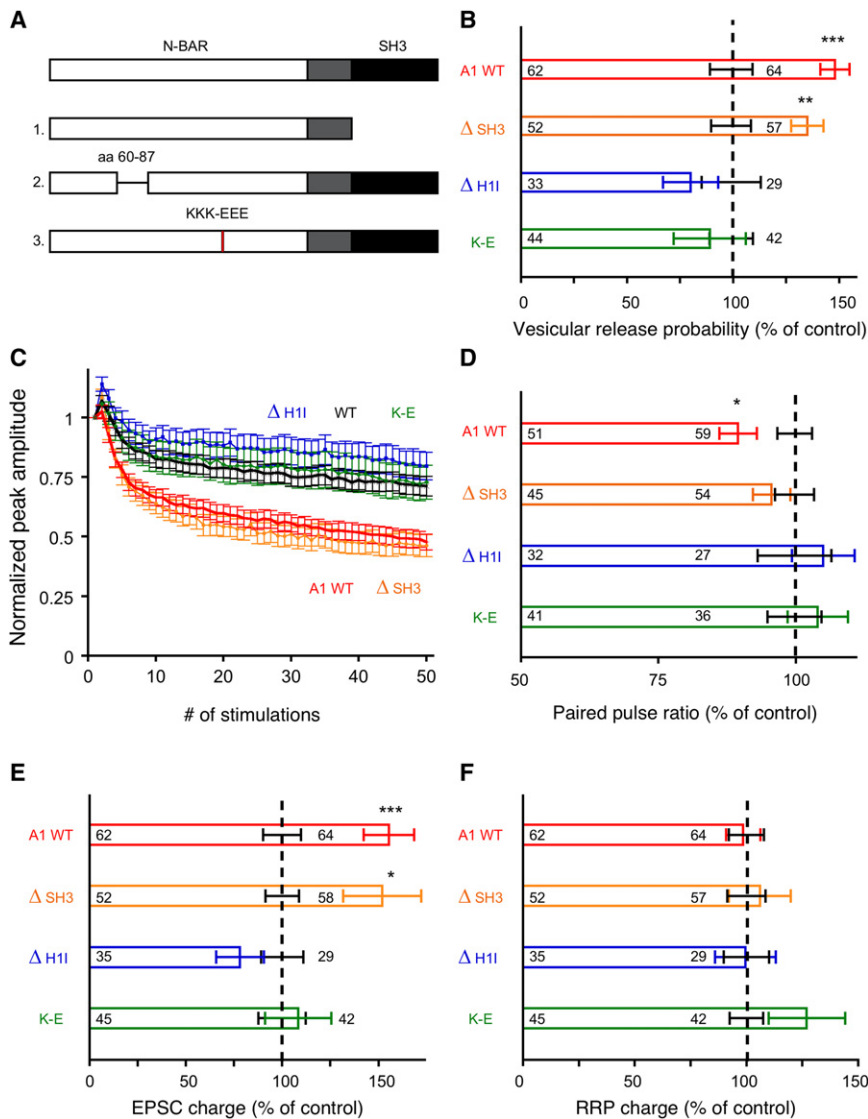 A
N-BAR SH3
1.
aa 60-87
2.
KKK-EEE
3.
B
***
A1 WT 62 64
**
Δ SH3 52 57
Δ H1I 33 29
K-E 44 42
0 50 100 150
Vesicular release probability (% of control)
C
Normalized peak amplitude
1
0.75
0.5
0.25
0
Δ H1I WT K-E
A1 WT Δ SH3
0 10 20 30 40 50
# of stimulations
D
*
A1 WT 51 59
Δ SH3 45 54
Δ H1I 32 27
K-E 41 36
50 75 100
Paired pulse ratio (% of control)
E
***
A1 WT 62 64
*
Δ SH3 52 58
Δ H1I 35 29
K-E 45 42
0 50 100 150
EPSC charge (% of control)
F
A1 WT 62 64
Δ SH3 52 57
Δ H1I 35 29
K-E 45 42
0 50 100 150
RRP charge (% of control)